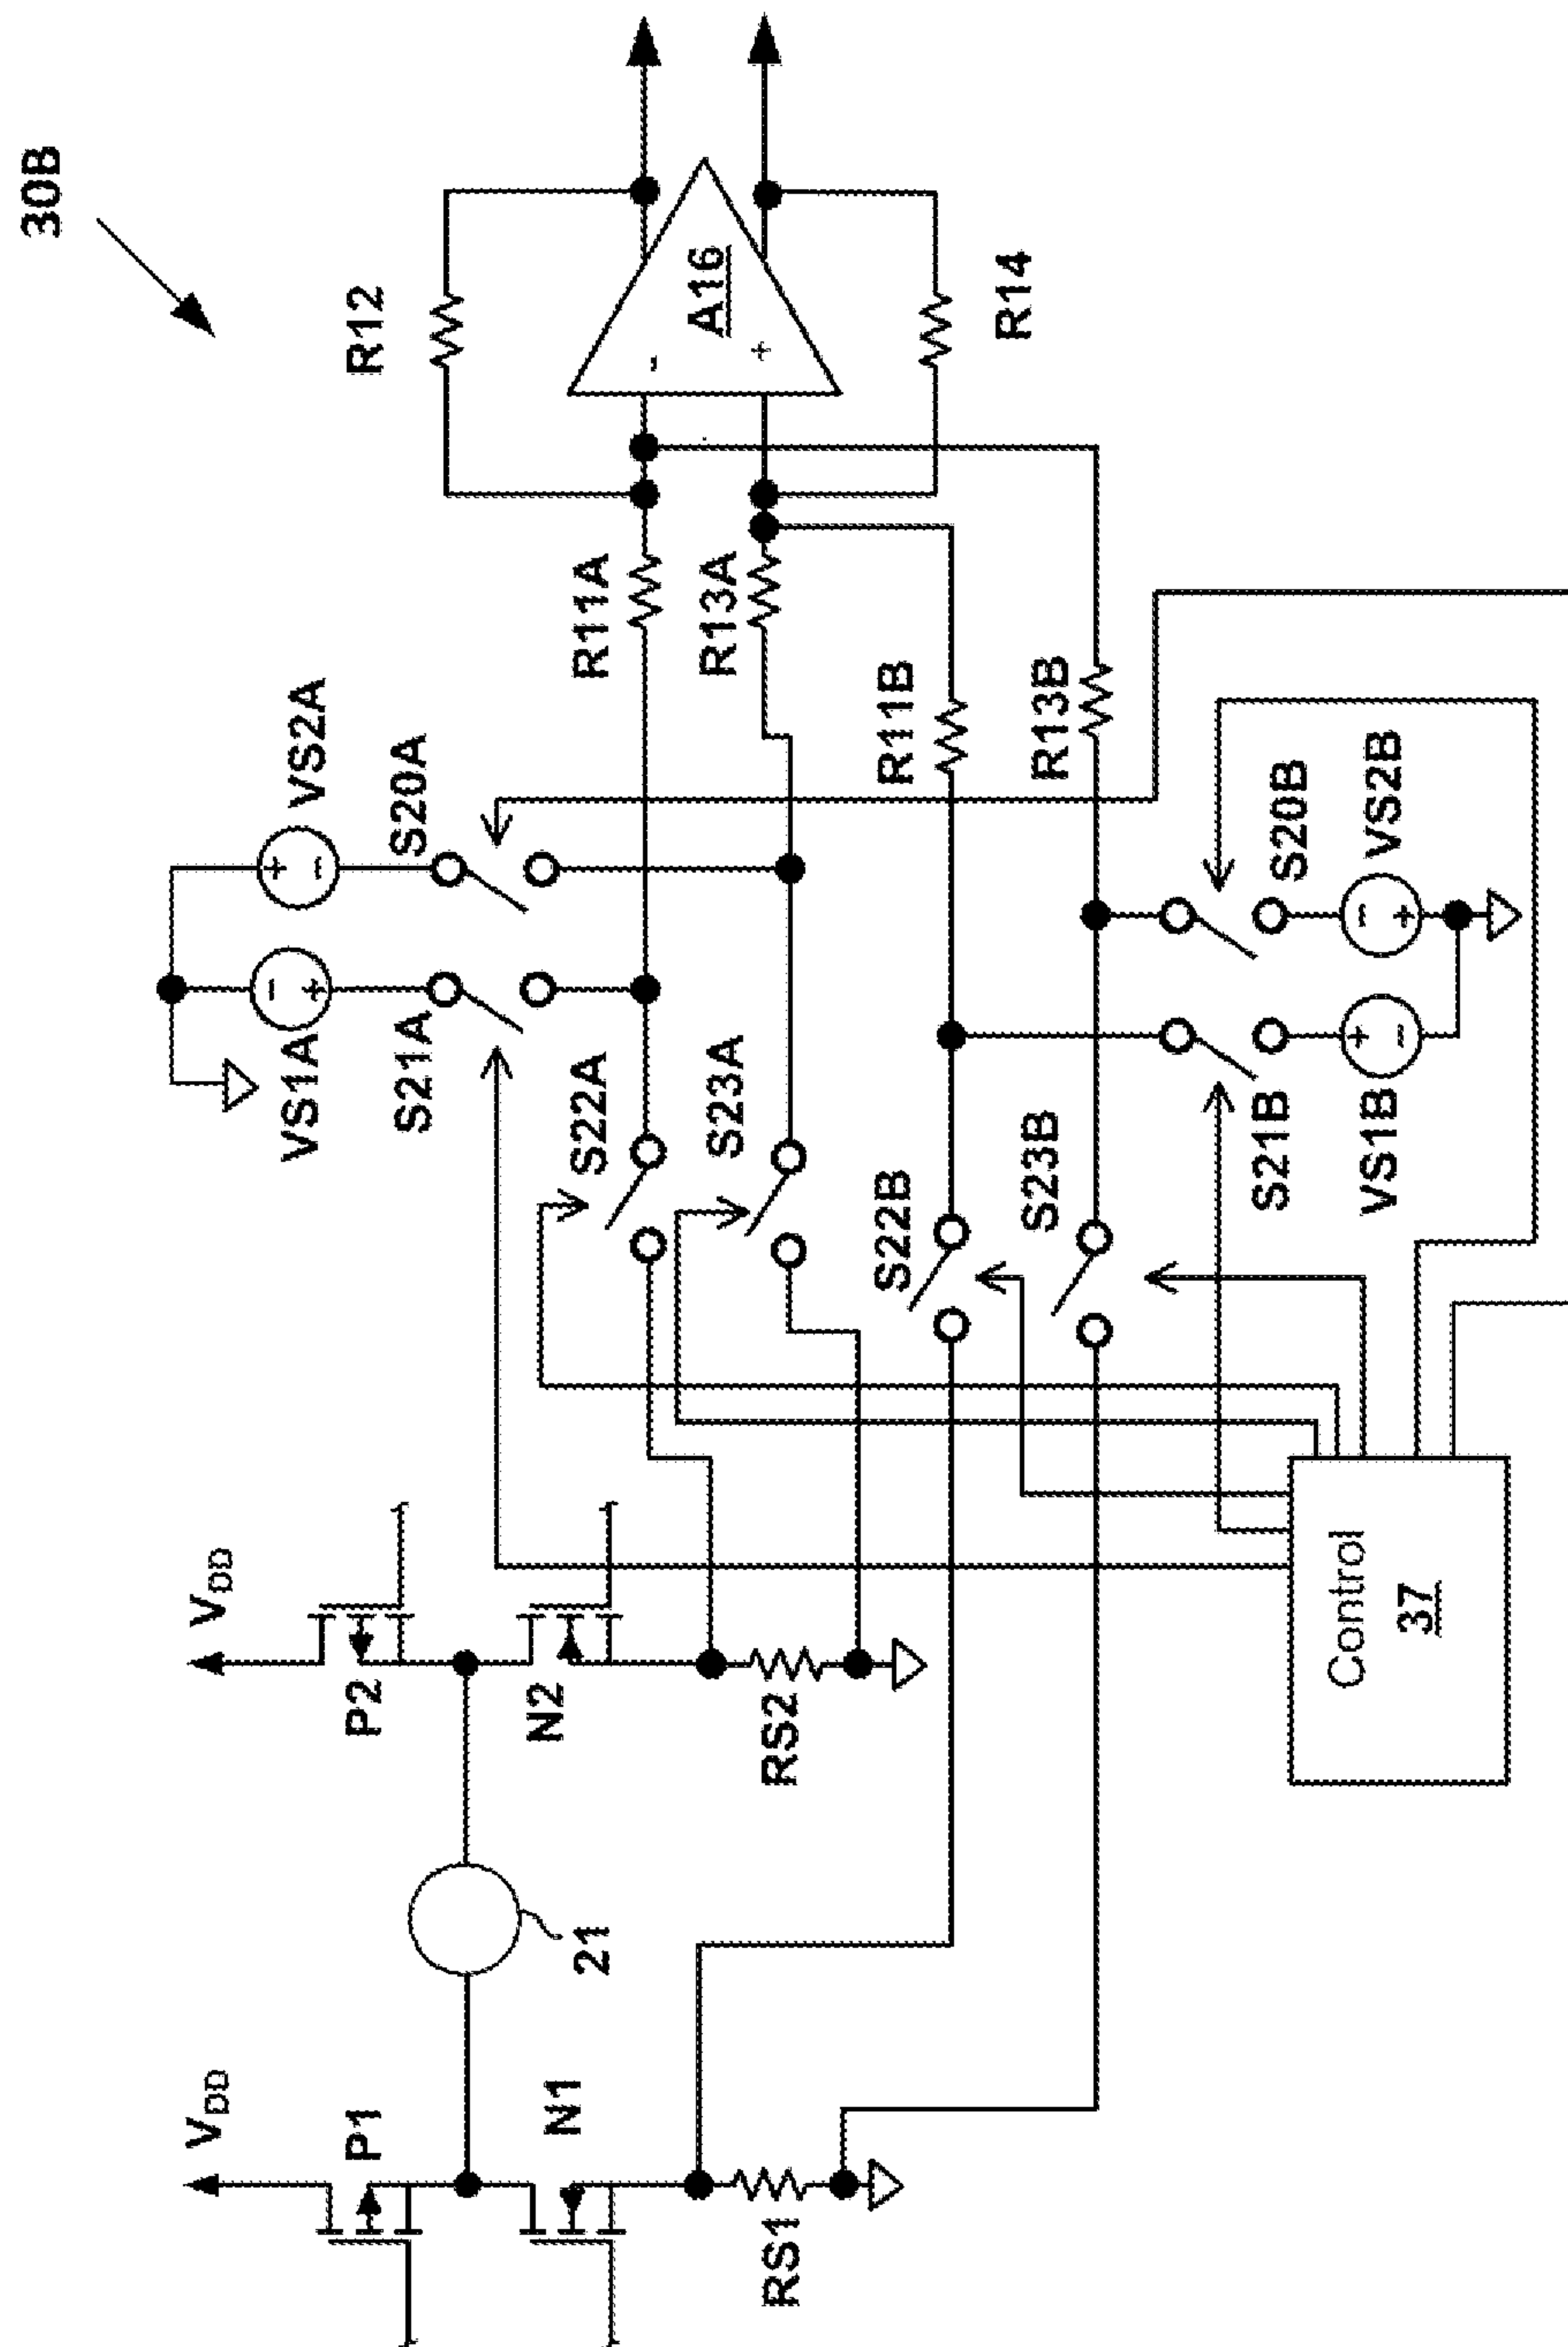 30B
R12
A16
-
+
R14
R11A
R13A
R11B
R13B
VS2A
+
-
S20A
VS1A
-
+
S21A
S22A
S23A
S22B
S23B
S20B
VS2B
-
+
S21B
VS1B
+
-
VDD
P2
N2
RS2
21
Control
37
VDD
P1
N1
RS1